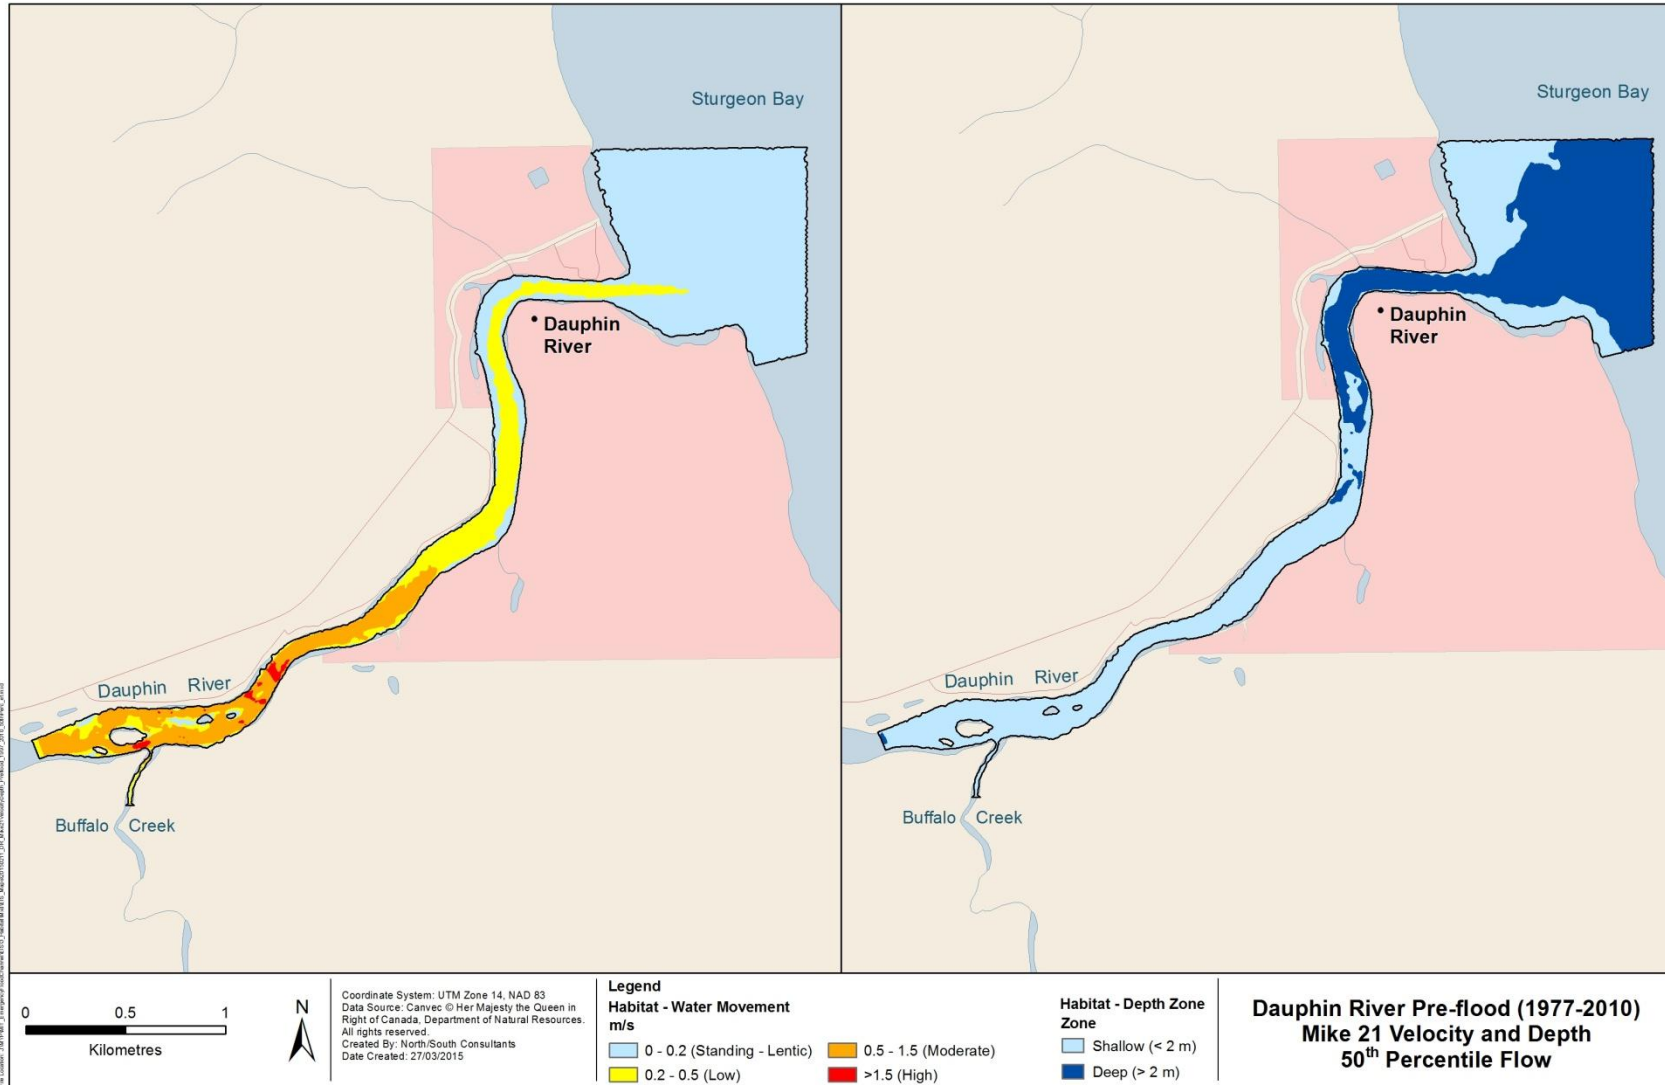 Sturgeon Bay
Dauphin
River
Dauphin River
Buffalo Creek
Sturgeon Bay
Dauphin
River
Dauphin River
Buffalo Creek
0 0.5 1
Kilometres
N
Coordinate System: UTM Zone 14, NAD 83
Data Source: Canvec © Her Majesty the Queen in
Right of Canada, Department of Natural Resources.
All rights reserved.
Created By: North/South Consultants
Date Created: 27/03/2015
Legend
Habitat - Water Movement
m/s
0 - 0.2 (Standing - Lentic)
0.2 - 0.5 (Low)
0.5 - 1.5 (Moderate)
>1.5 (High)
Habitat - Depth Zone
Zone
Shallow (< 2 m)
Deep (> 2 m)
Dauphin River Pre-flood (1977-2010)
Mike 21 Velocity and Depth
50th Percentile Flow